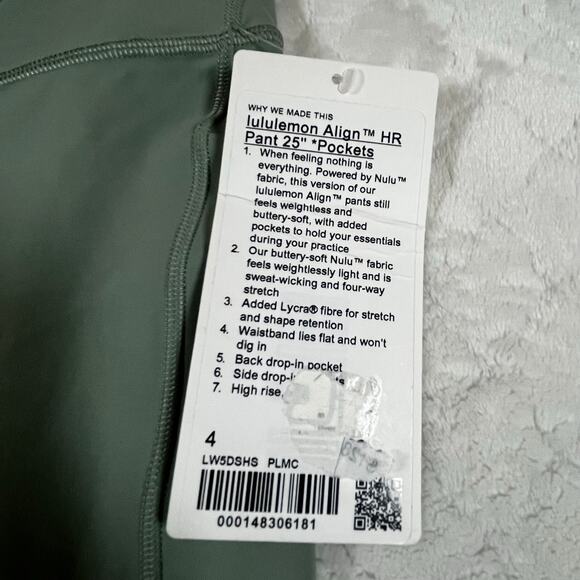 WHY WE MADE THIS
lululemon Align™ HR
Pant 25" *Pockets
1. When feeling nothing is
everything. Powered by Nulu™
fabric, this version of our
lululemon Align™ pants still
feels weightless and
buttery-soft, with added
pockets to hold your essentials
during your practice
2. Our buttery-soft Nulu™ fabric
feels weightlessly light and is
sweat-wicking and four-way
stretch
3. Added Lycra® fibre for stretch
and shape retention
4. Waistband lies flat and won't
dig in
5. Back drop-in pocket
6. Side
7. High rise,
4
LW5DSHS PLMC
000148306181